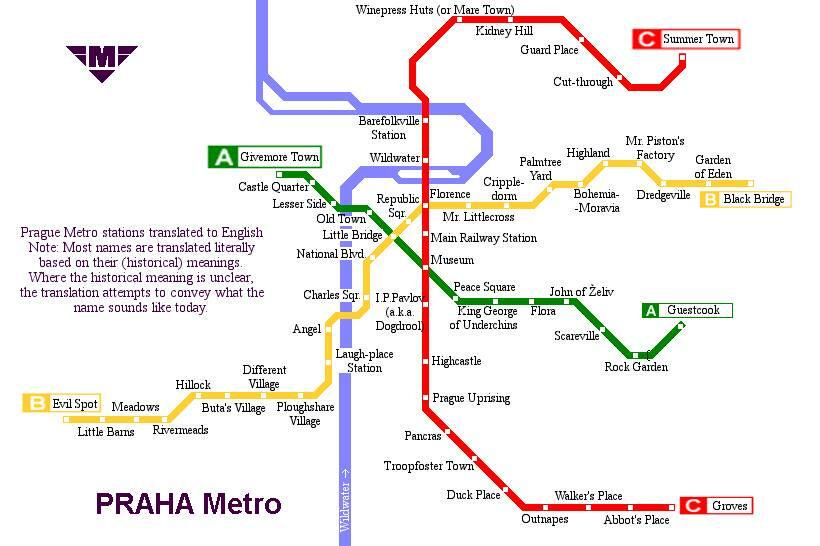 M
Winepress Huts (or Mare Town)
Kidney Hill
Guard Place
C Summer Town
Cut-through
Barefolkville
Station
Wildwater
A Givemore Town
Castle Quarter
Lesser Side
Old Town
Little Bridge
Republic
Sqr.
Florence
Cripple-
dorm
Mr. Littlecross
Palmtree
Yard
Highland
Bohemia-
-Moravia
Mr. Piston's
Factory
Dredgeville
Garden
of Eden
B Black Bridge
Prague Metro stations translated to English
Note: Most names are translated literally
based on their (historical) meanings.
Where the historical meaning is unclear,
the translation attempts to convey what the
name sounds like today.
National Blvd.
Main Railway Station
Museum
Charles Sqr.
I.P.Pavlov
(a.k.a.
Dogdrool)
Peace Square
King George
of Underchins
Flora
John of Želiv
Scareville
Rock Garden
A Guestcook
Angel
Laugh-place
Station
Highcastle
Different
Village
Hillock
Buta's Village
Ploughshare
Village
B Evil Spot
Meadows
Little Barns
Rivermeads
Prague Uprising
Pancras
Troopfoster Town
Duck Place
Walker's Place
Outnapes
Abbot's Place
C Groves
Wildwater →
PRAHA Metro